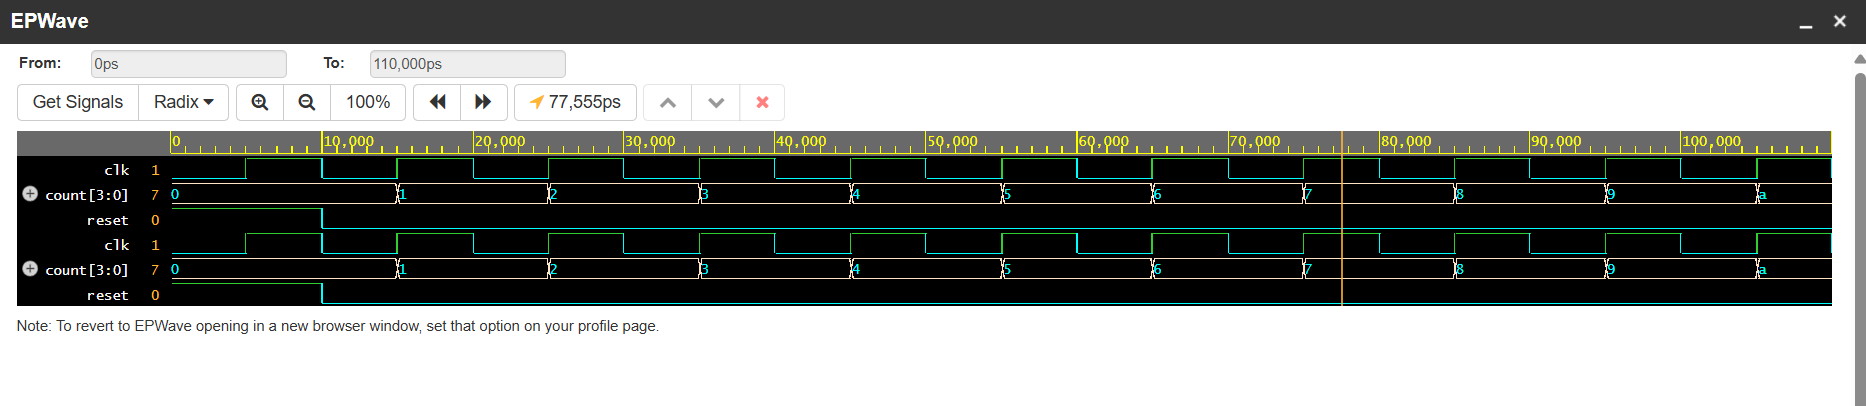 EPWave
From: 0ps To: 110,000ps
Get Signals Radix 100% 77,555ps
0 10,000 20,000 30,000 40,000 50,000 60,000 70,000 80,000 90,000 100,000
clk 1
count[3:0] 7 0 1 2 3 4 5 6 7 8 9 a
reset 0
clk 1
count[3:0] 7 0 1 2 3 4 5 6 7 8 9 a
reset 0
Note: To revert to EPWave opening in a new browser window, set that option on your profile page.